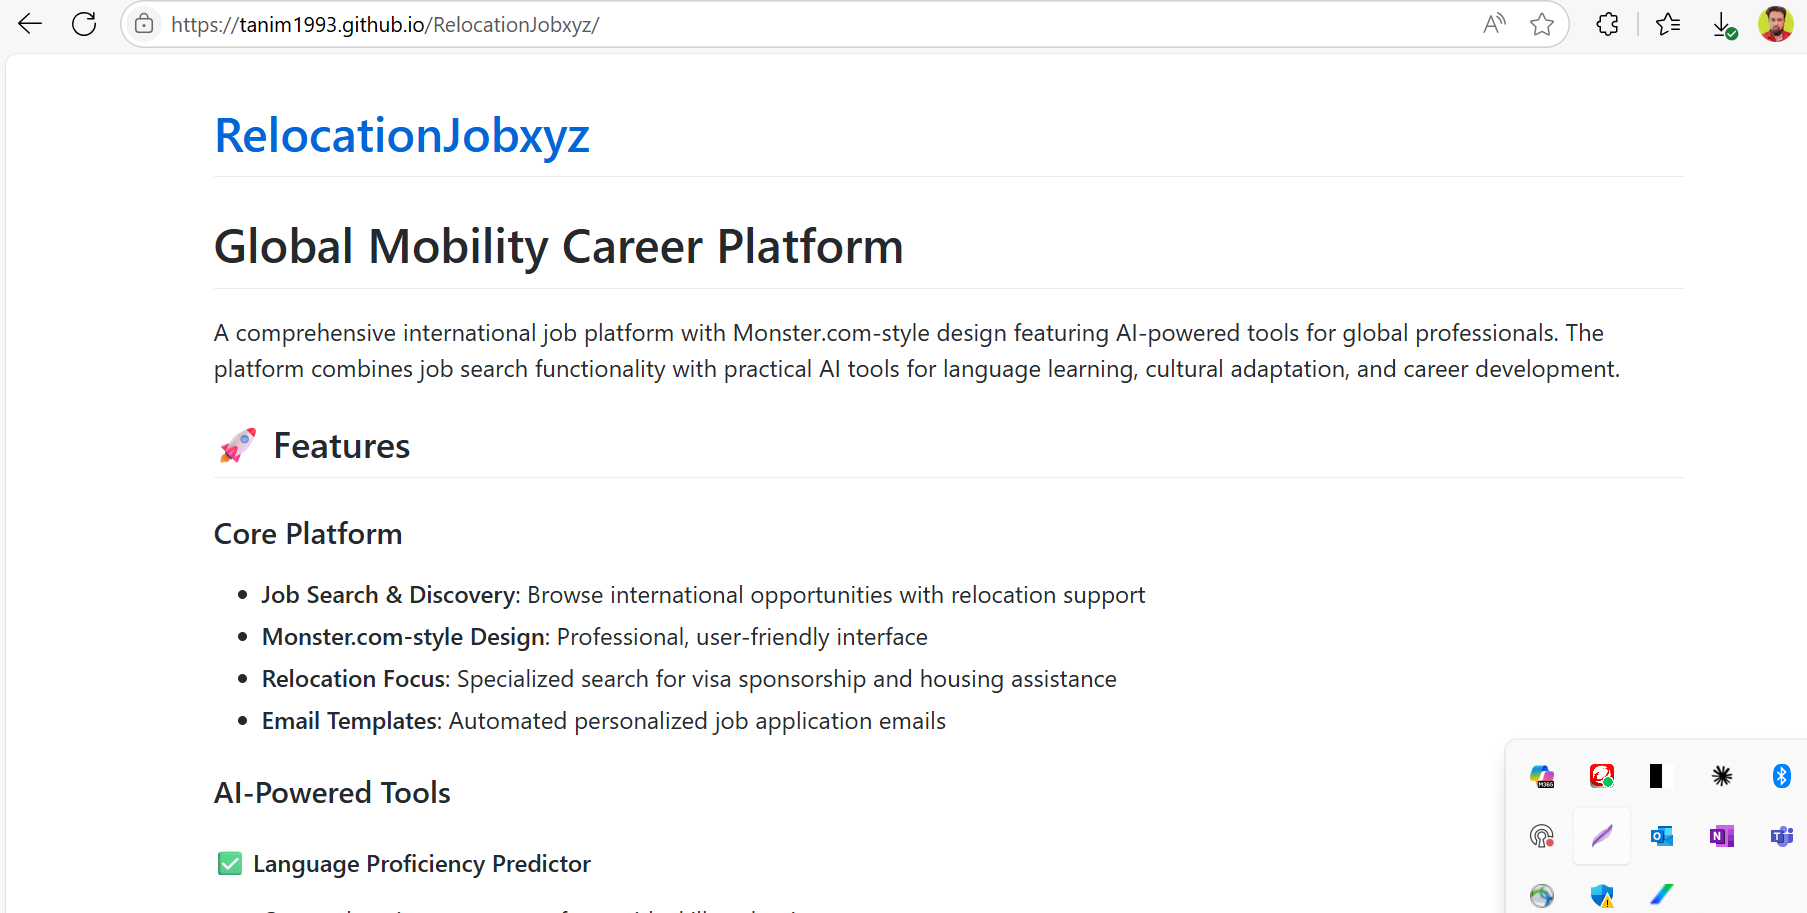 https://tanim1993.github.io/RelocationJobxyz/
RelocationJobxyz
Global Mobility Career Platform
A comprehensive international job platform with Monster.com-style design featuring AI-powered tools for global professionals. The
platform combines job search functionality with practical AI tools for language learning, cultural adaptation, and career development.
🚀 Features
Core Platform
• Job Search & Discovery: Browse international opportunities with relocation support
• Monster.com-style Design: Professional, user-friendly interface
• Relocation Focus: Specialized search for visa sponsorship and housing assistance
• Email Templates: Automated personalized job application emails
AI-Powered Tools
✅ Language Proficiency Predictor